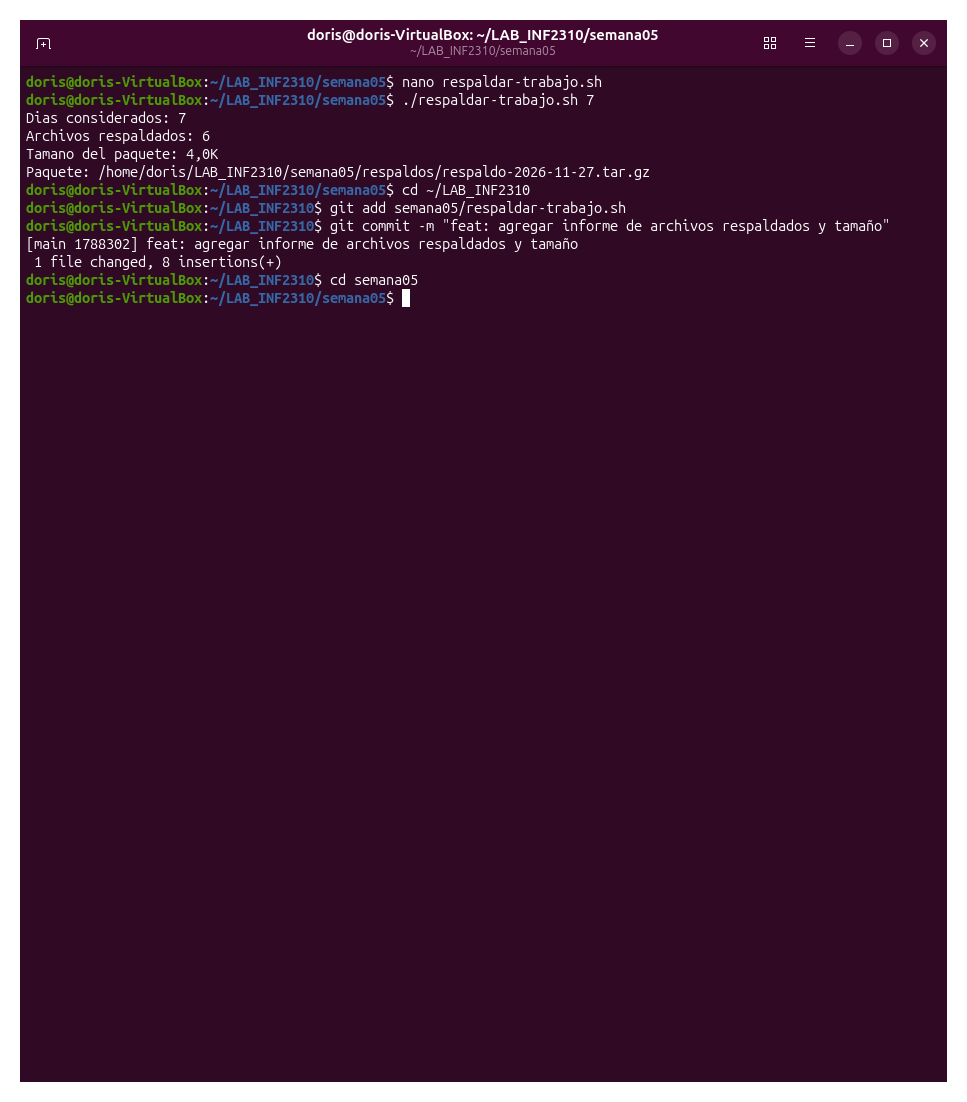 doris@doris-VirtualBox: ~/LAB_INF2310/semana05
~/LAB_INF2310/semana05
doris@doris-VirtualBox:~/LAB_INF2310/semana05$ nano respaldar-trabajo.sh
doris@doris-VirtualBox:~/LAB_INF2310/semana05$ ./respaldar-trabajo.sh 7
Dias considerados: 7
Archivos respaldados: 6
Tamano del paquete: 4,0K
Paquete: /home/doris/LAB_INF2310/semana05/respaldos/respaldo-2026-11-27.tar.gz
doris@doris-VirtualBox:~/LAB_INF2310/semana05$ cd ~/LAB_INF2310
doris@doris-VirtualBox:~/LAB_INF2310$ git add semana05/respaldar-trabajo.sh
doris@doris-VirtualBox:~/LAB_INF2310$ git commit -m "feat: agregar informe de archivos respaldados y tamaño"
[main 1788302] feat: agregar informe de archivos respaldados y tamaño
 1 file changed, 8 insertions(+)
doris@doris-VirtualBox:~/LAB_INF2310$ cd semana05
doris@doris-VirtualBox:~/LAB_INF2310/semana05$